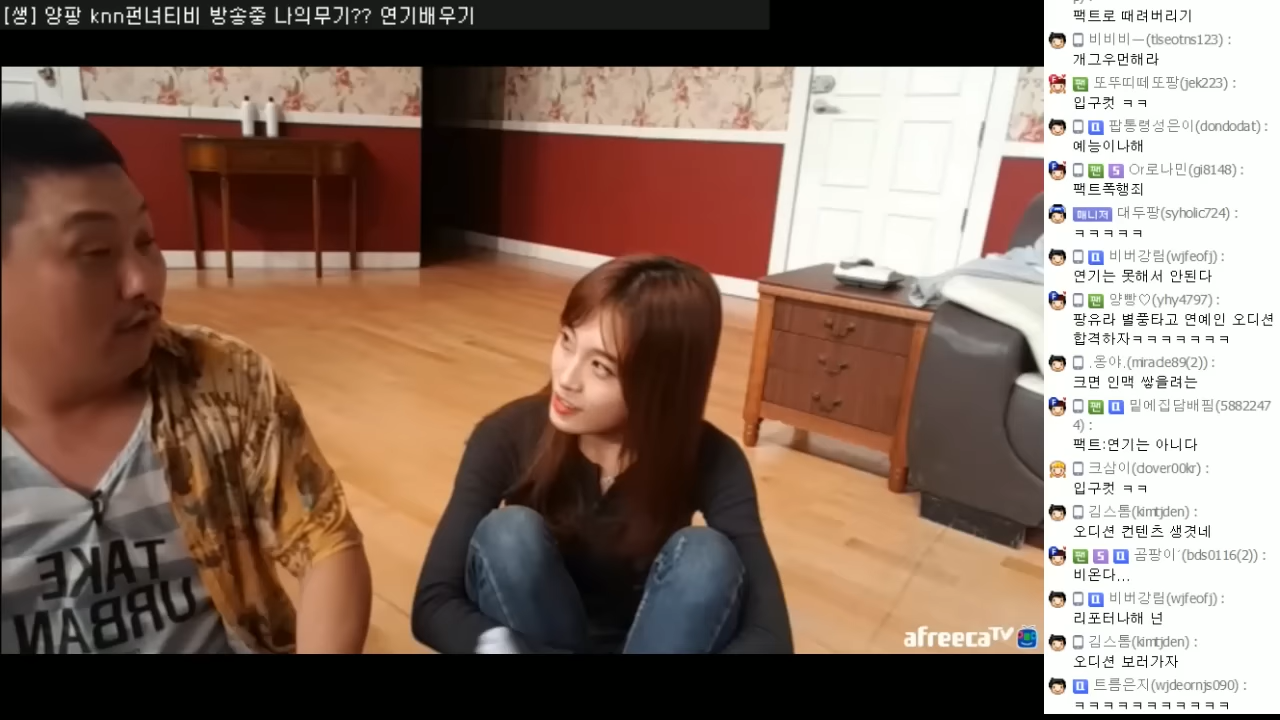 [생] 양팡 knn펀녀티비 방송중 나의무기?? 연기배우기
팩트로 때려버리기
비비비ㅡ(tlseotns123) :
개그우먼해라
팬 또뚜띠떼또팡(jek223) :
입구컷 ㅋㅋ
팝통령성은이(dondodat) :
예능이나해
팬 S Or로나민(gi8148) :
팩트폭행죄
매니저 대두팡(syholic724) :
ㅋㅋㅋㅋㅋ
비버강림(wjfeofj) :
연기는 못해서 안된다
팬 양빵♡(yhy4797) :
팡유라 별풍타고 연예인 오디션
합격하자ㅋㅋㅋㅋㅋㅋㅋ
.옹야.(miracle89(2)) :
크면 인맥 쌓을려는
팬 밑에집담배핌(5882247
4) :
팩트:연기는 아니다
크삼이(clover00kr) :
입구컷 ㅋㅋ
김스톰(kimtjden) :
오디션 컨텐츠 생겻네
팬 S 곰팡이˙(bds0116(2)) :
비온다...
비버강림(wjfeofj) :
리포터나해 넌
김스톰(kimtjden) :
오디션 보러가자
트름은지(wjdeornjs090) :
ㅋㅋㅋㅋㅋㅋㅋㅋㅋㅋㅋ
TAKE
URBAN
afreecaTV